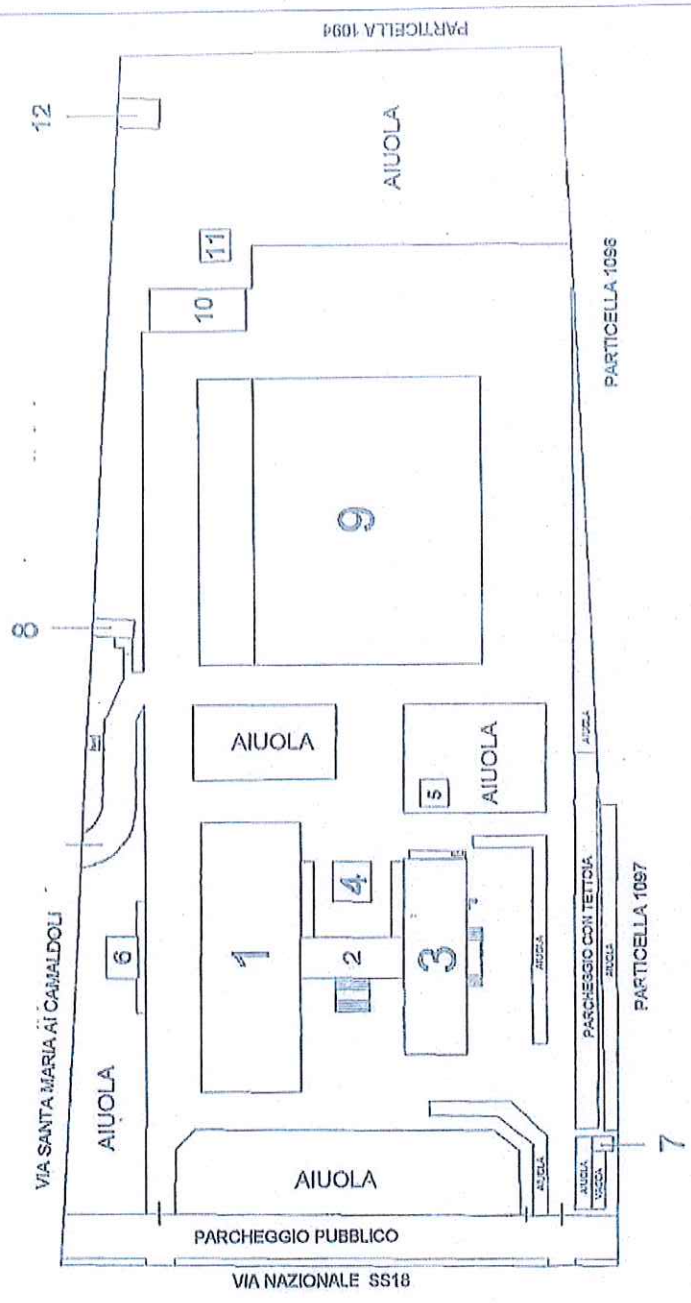 PARTICELLA 1094
12
AIUOLA
11
10
PARTICELLA 1096
9
8
AIUOLA
5
AIUOLA
AIUOLA
VIA SANTA MARIA AI CAMALDOLI
6
1
4
2
3
AIUOLA
PARCHEGGIO CON TETTOIA
AIUOLA
PARTICELLA 1097
AIUOLA
AIUOLA
AIUOLA
AIUOLA
VASCA
7
PARCHEGGIO PUBBLICO
VIA NAZIONALE SS18